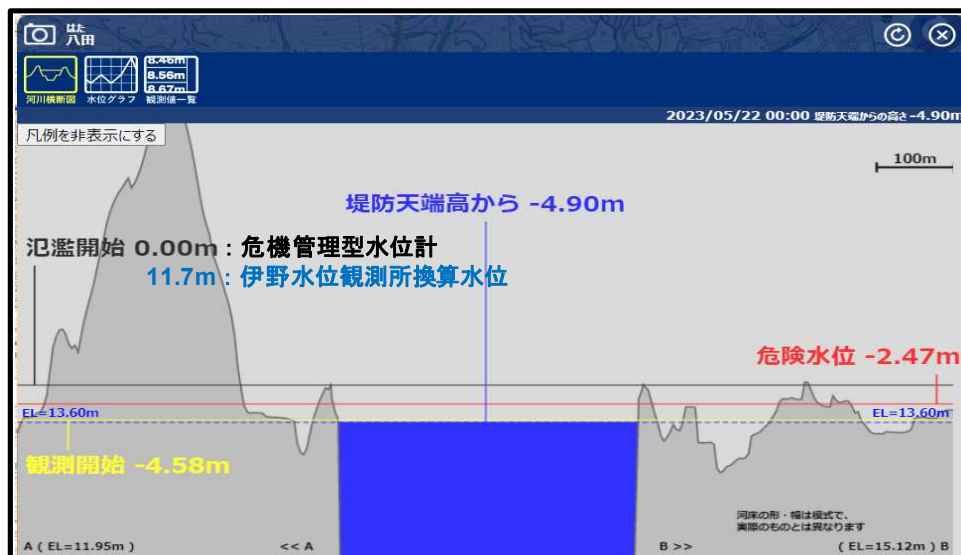 はた
八田
8.46m
8.56m
8.67m
河川横断図 水位グラフ 観測値一覧
2023/05/22 00:00 堤防天端からの高さ-4.90m
凡例を非表示にする
100m
堤防天端高から -4.90m
氾濫開始 0.00m：危機管理型水位計
11.7m：伊野水位観測所換算水位
危険水位 -2.47m
EL=13.60m
EL=13.60m
観測開始 -4.58m
河床の形・幅は模式で、
実際のものとは異なります
A ( EL=11.95m )
<< A
B >>
( EL=15.12m ) B